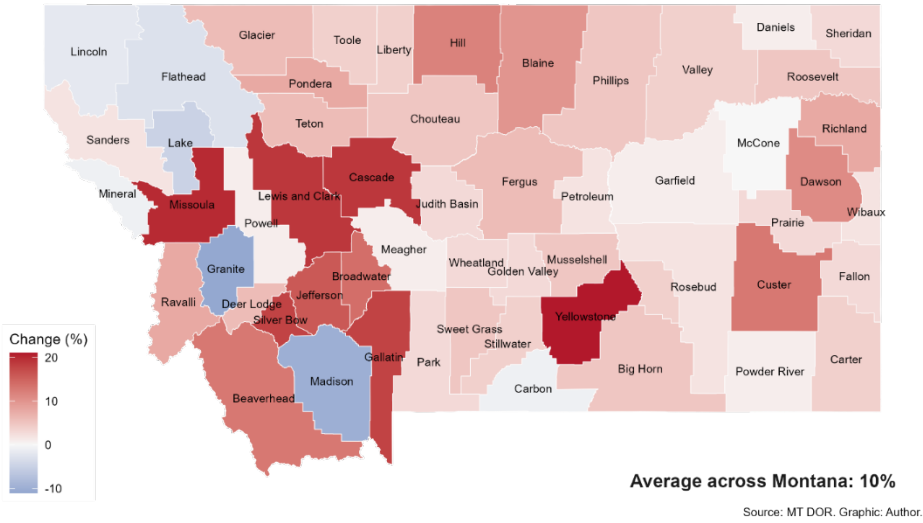 Glacier
Toole
Liberty
Hill
Blaine
Daniels
Sheridan
Lincoln
Flathead
Pondera
Phillips
Valley
Roosevelt
Teton
Chouteau
Sanders
Lake
McCone
Richland
Mineral
Missoula
Lewis and Clark
Cascade
Judith Basin
Fergus
Petroleum
Garfield
Dawson
Prairie
Wibaux
Powell
Meagher
Granite
Broadwater
Wheatland
Golden Valley
Musselshell
Rosebud
Custer
Fallon
Ravalli
Deer Lodge
Jefferson
Silver Bow
Yellowstone
Sweet Grass
Stillwater
Gallatin
Park
Big Horn
Powder River
Carter
Beaverhead
Madison
Carbon
Change (%)
20
10
0
-10
Average across Montana: 10%
Source: MT DOR. Graphic: Author.